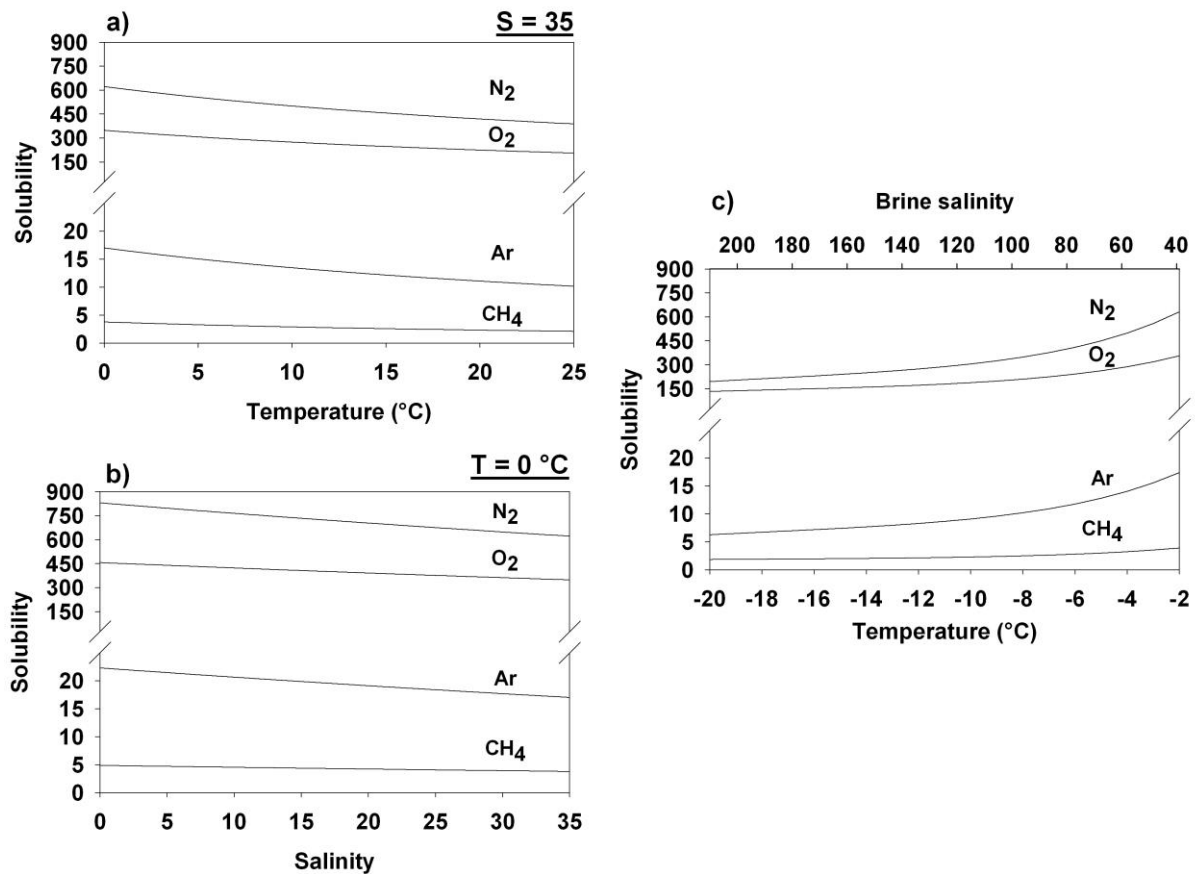 a)
S = 35
900
750
600
450
300
150
20
15
10
5
0
Solubility
N2
O2
Ar
CH4
0 5 10 15 20 25
Temperature (°C)
b)
T = 0 °C
900
750
600
450
300
150
20
15
10
5
0
Solubility
N2
O2
Ar
CH4
0 5 10 15 20 25 30 35
Salinity
c)
Brine salinity
200 180 160 140 120 100 80 60 40
900
750
600
450
300
150
20
15
10
5
0
Solubility
N2
O2
Ar
CH4
-20 -18 -16 -14 -12 -10 -8 -6 -4 -2
Temperature (°C)